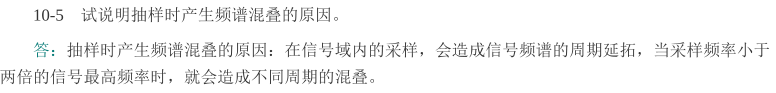 10-5 试说明抽样时产生频谱混叠的原因。
答：抽样时产生频谱混叠的原因：在信号域内的采样，会造成信号频谱的周期延拓，当采样频率小于
两倍的信号最高频率时，就会造成不同周期的混叠。